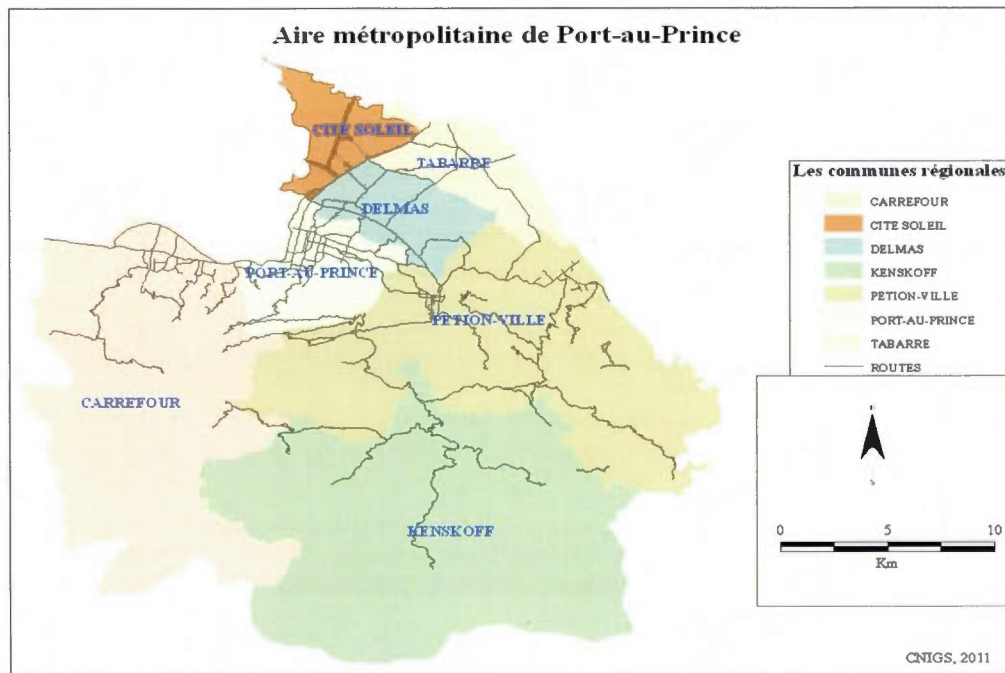 Aire métropolitaine de Port-au-Prince
CITE SOLEIL
TABARRE
DELMAS
PORT-AU-PRINCE
PETION-VILLE
CARREFOUR
KENSKOFF
Les communes régionales
CARREFOUR
CITE SOLEIL
DELMAS
KENSKOFF
PETION-VILLE
PORT-AU-PRINCE
TABARRE
ROUTES
0 5 10
Km
CNIGS, 2011